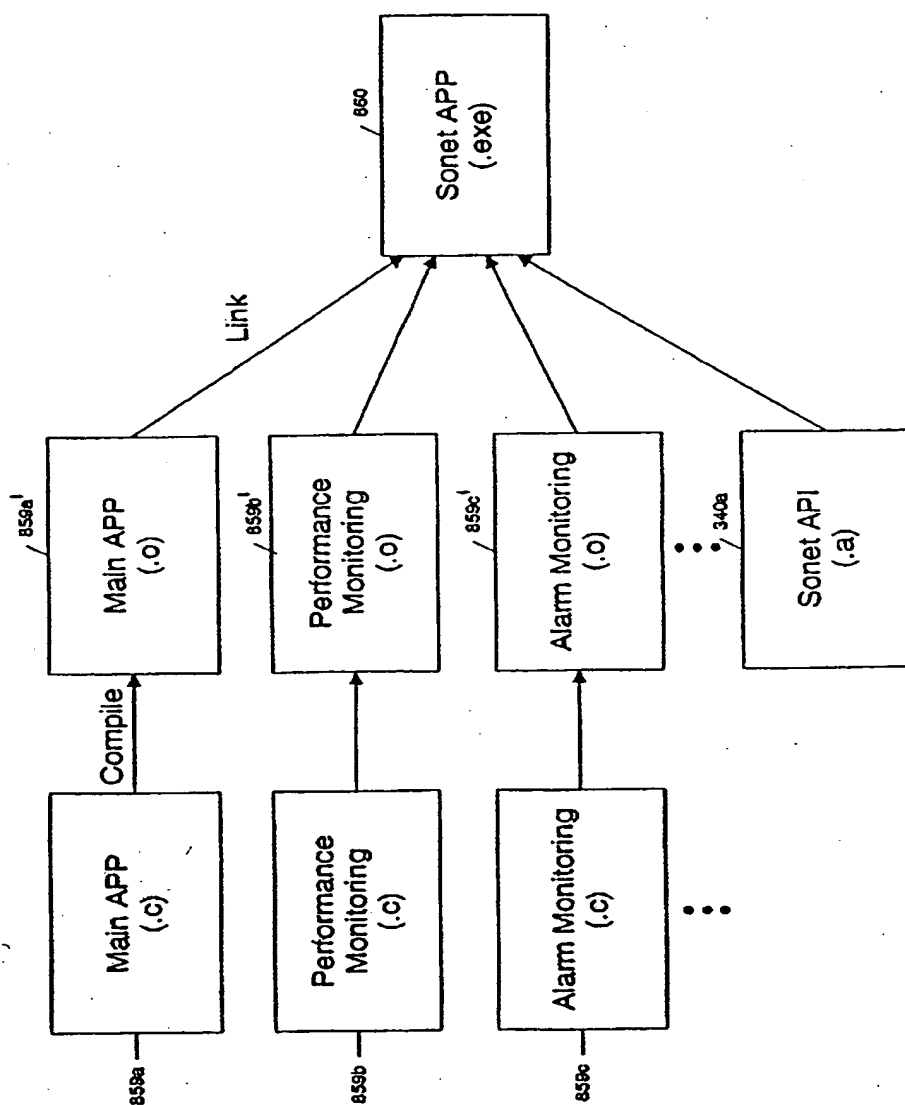 859a
Main APP
(.c)
Compile
859a'
Main APP
(.o)
Link
859b
Performance
Monitoring
(.c)
859b'
Performance
Monitoring
(.o)
859c
Alarm Monitoring
(.c)
859c'
Alarm Monitoring
(.o)
340a
Sonet API
(.a)
860
Sonet APP
(.exe)